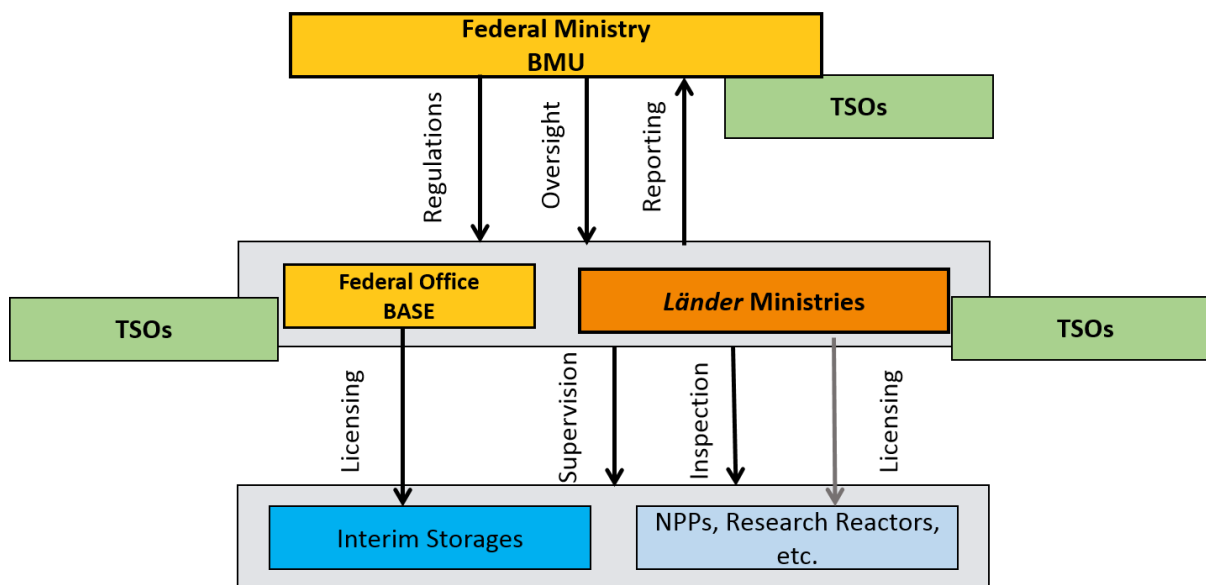 Federal Ministry
BMU
TSOs
Regulations
Oversight
Reporting
Federal Office
BASE
Länder Ministries
TSOs
TSOs
Licensing
Supervision
Inspection
Licensing
Interim Storages
NPPs, Research Reactors,
etc.